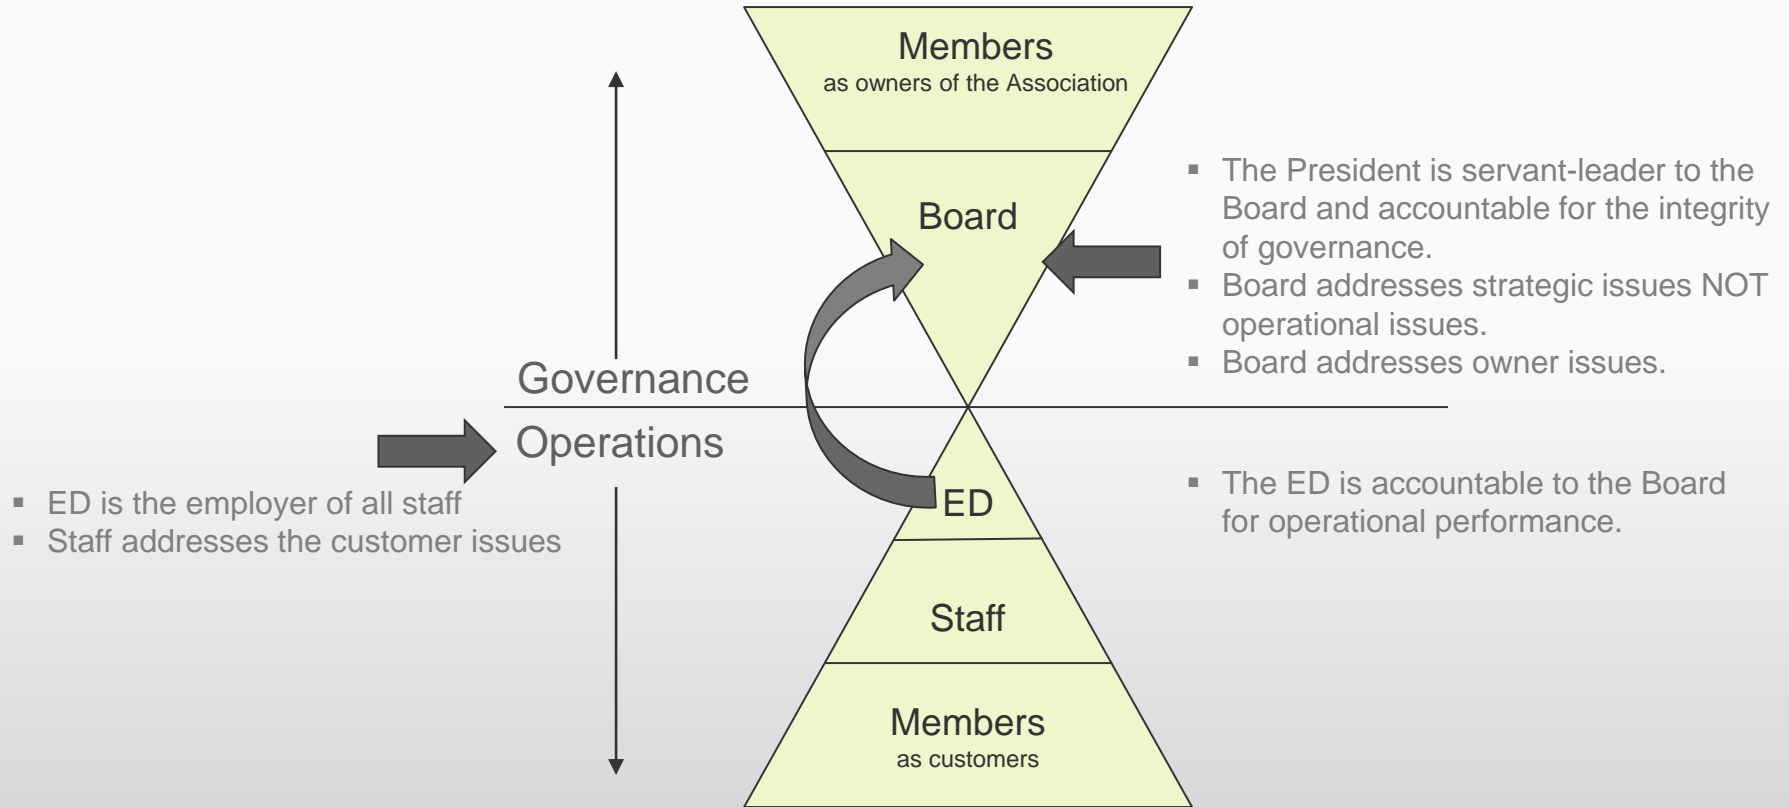 Members
as owners of the Association
Board
▪ The President is servant-leader to the
Board and accountable for the integrity
of governance.
▪ Board addresses strategic issues NOT
operational issues.
▪ Board addresses owner issues.
Governance
Operations
▪ ED is the employer of all staff
▪ Staff addresses the customer issues
ED
▪ The ED is accountable to the Board
for operational performance.
Staff
Members
as customers